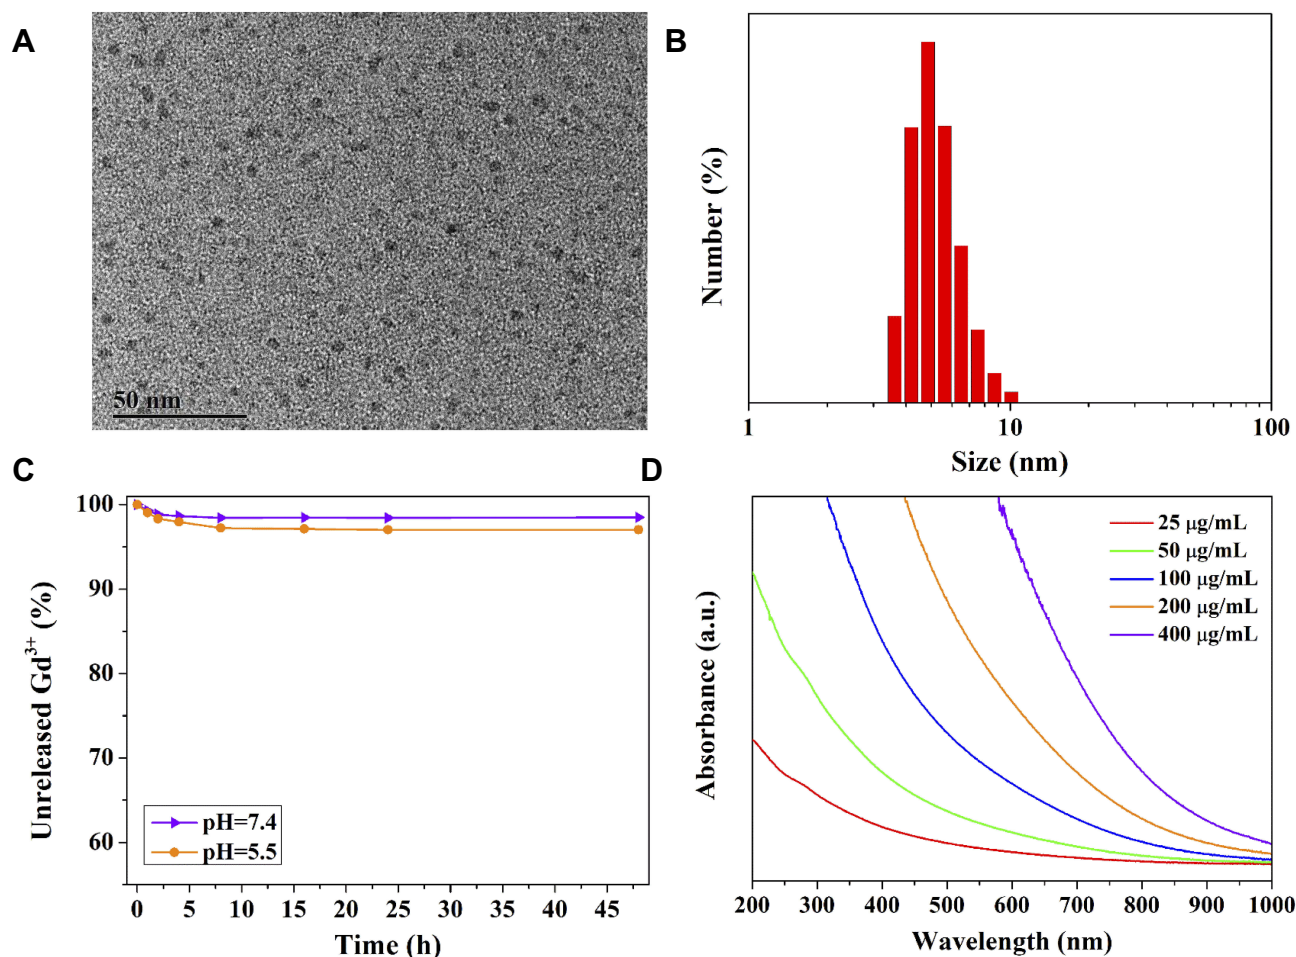 A
50 nm
B
Number (%)
1
10
100
Size (nm)
C
100
90
80
70
60
Unreleased Gd³⁺ (%)
pH=7.4
pH=5.5
0 5 10 15 20 25 30 35 40 45
Time (h)
D
Absorbance (a.u.)
25 μg/mL
50 μg/mL
100 μg/mL
200 μg/mL
400 μg/mL
200 300 400 500 600 700 800 900 1000
Wavelength (nm)